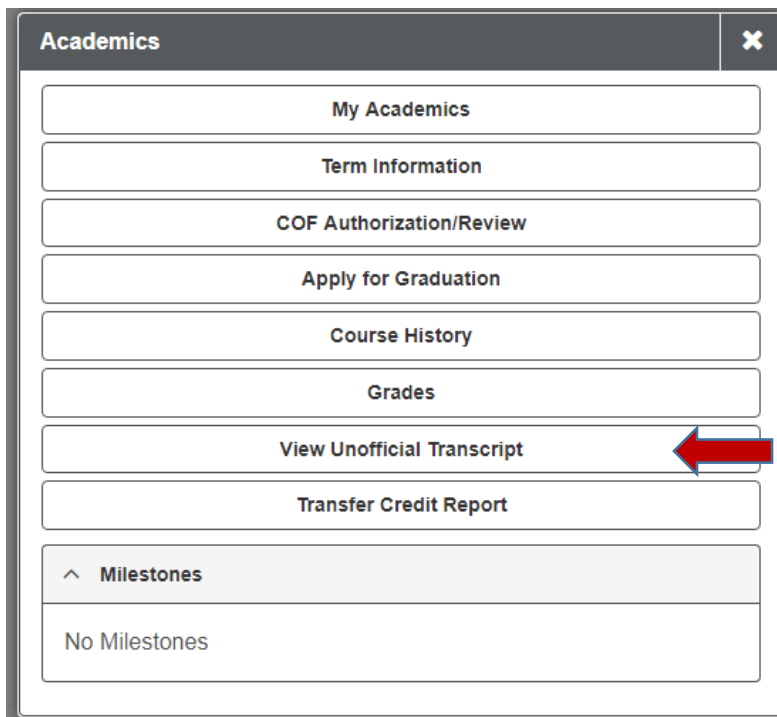 Academics
My Academics
Term Information
COF Authorization/Review
Apply for Graduation
Course History
Grades
View Unofficial Transcript
Transfer Credit Report
Milestones
No Milestones